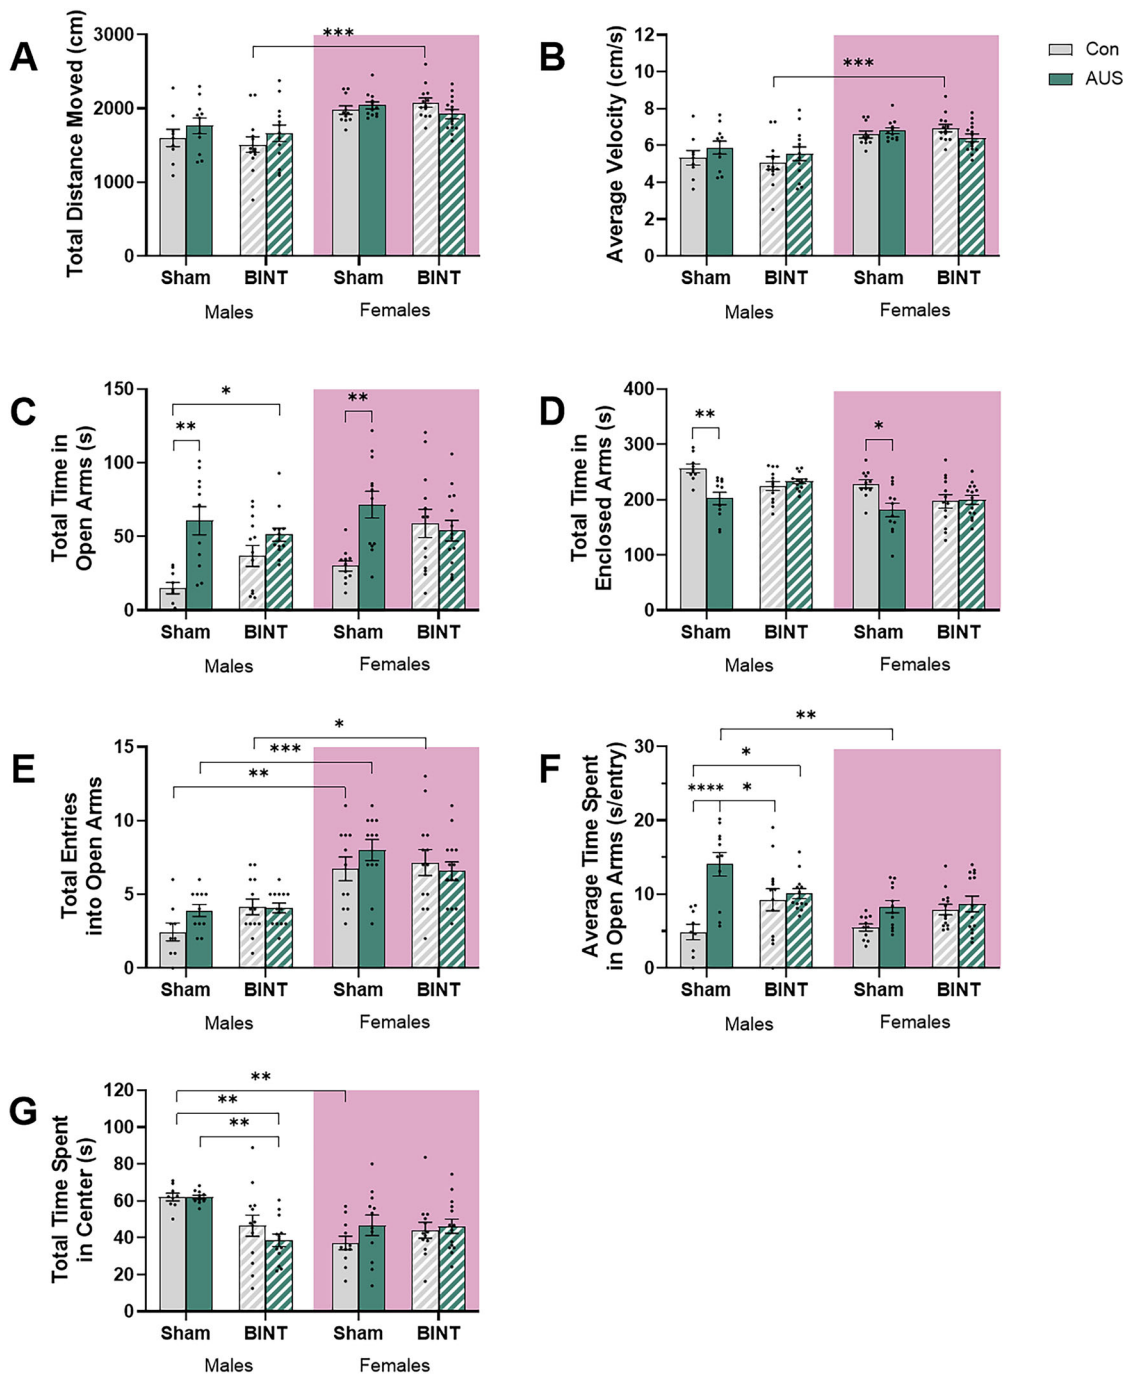 A
Total Distance Moved (cm)
3000
2000
1000
0
***
Sham
BINT
Sham
BINT
Males
Females
B
Average Velocity (cm/s)
12
10
8
6
4
2
0
***
Sham
BINT
Sham
BINT
Males
Females
Con
AUS
C
Total Time in
Open Arms (s)
150
100
50
0
*
**
**
Sham
BINT
Sham
BINT
Males
Females
D
Total Time in
Enclosed Arms (s)
400
300
200
100
0
**
*
Sham
BINT
Sham
BINT
Males
Females
E
Total Entries
into Open Arms
15
10
5
0
*
***
**
Sham
BINT
Sham
BINT
Males
Females
F
Average Time Spent
in Open Arms (s/entry)
30
20
10
0
**
*
****
*
Sham
BINT
Sham
BINT
Males
Females
G
Total Time Spent
in Center (s)
120
100
80
60
40
20
0
**
**
**
Sham
BINT
Sham
BINT
Males
Females